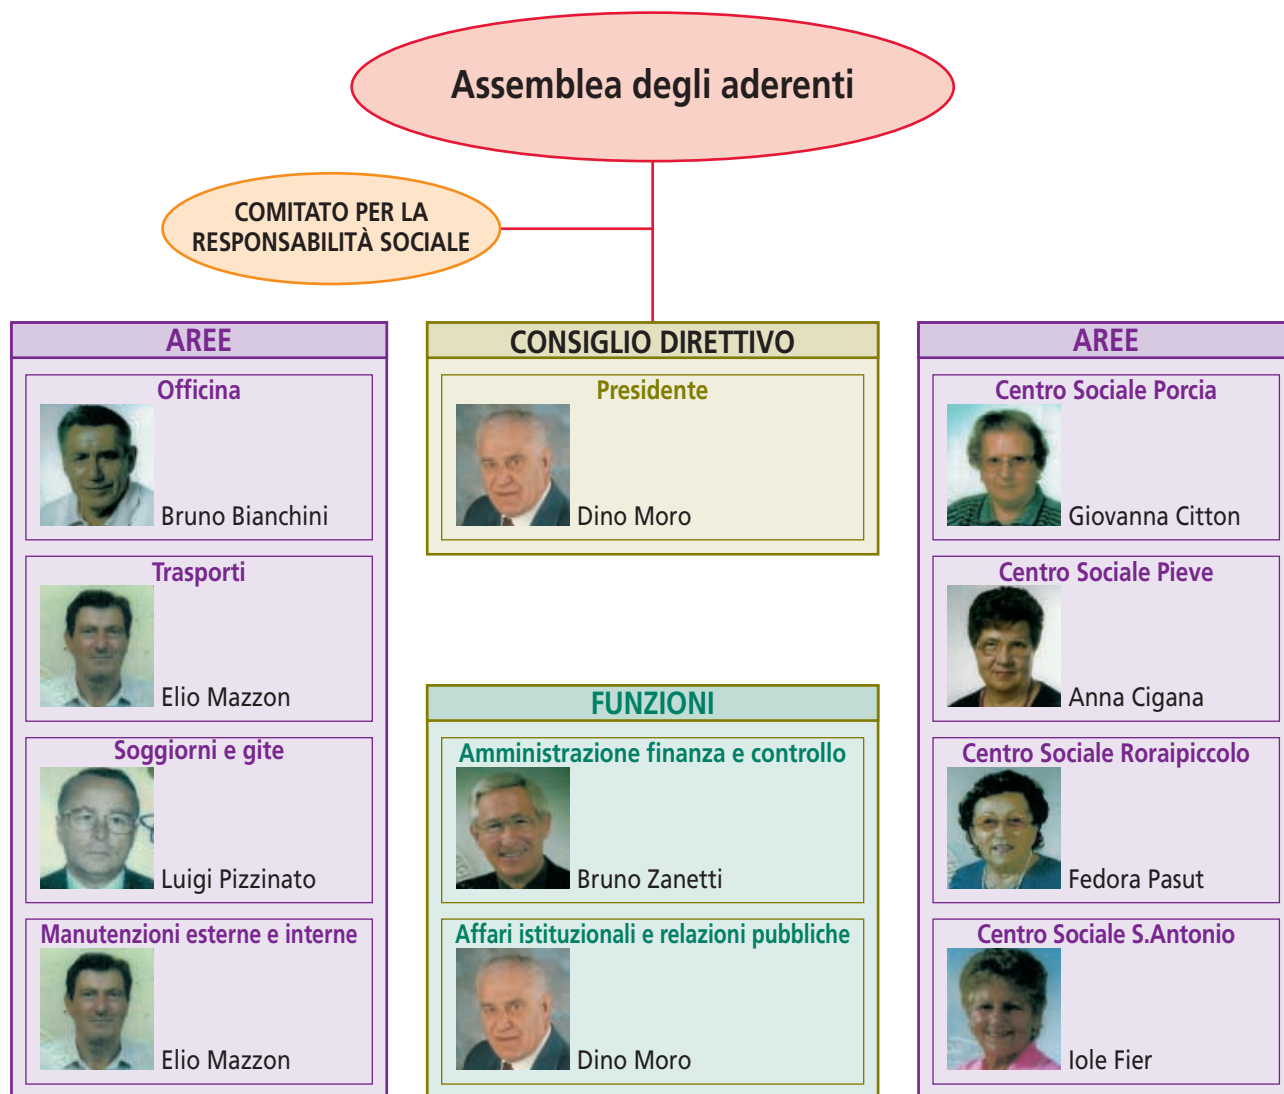 Assemblea degli aderenti
COMITATO PER LA
RESPONSABILITÀ SOCIALE
AREE
Officina
Bruno Bianchini
Trasporti
Elio Mazzon
Soggiorni e gite
Luigi Pizzinato
Manutenzioni esterne e interne
Elio Mazzon
CONSIGLIO DIRETTIVO
Presidente
Dino Moro
FUNZIONI
Amministrazione finanza e controllo
Bruno Zanetti
Affari istituzionali e relazioni pubbliche
Dino Moro
AREE
Centro Sociale Porcia
Giovanna Citton
Centro Sociale Pieve
Anna Cigana
Centro Sociale Roraipiccolo
Fedora Pasut
Centro Sociale S.Antonio
Iole Fier